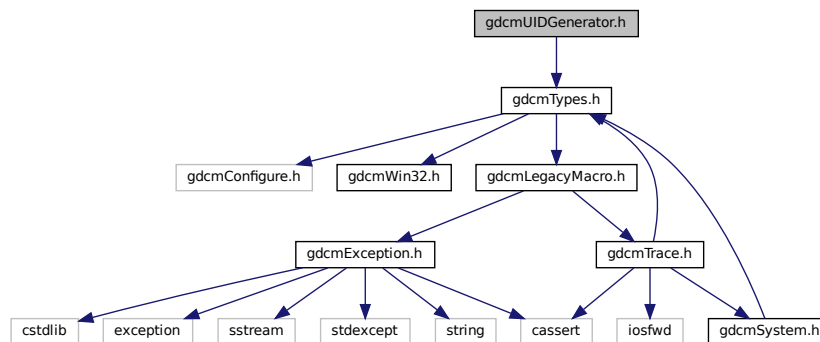 gdcmUIDGenerator.h
gdcmTypes.h
gdcmConfigure.h
gdcmWin32.h
gdcmLegacyMacro.h
gdcmException.h
gdcmTrace.h
cstdlib
exception
sstream
stdexcept
string
cassert
iosfwd
gdcmSystem.h